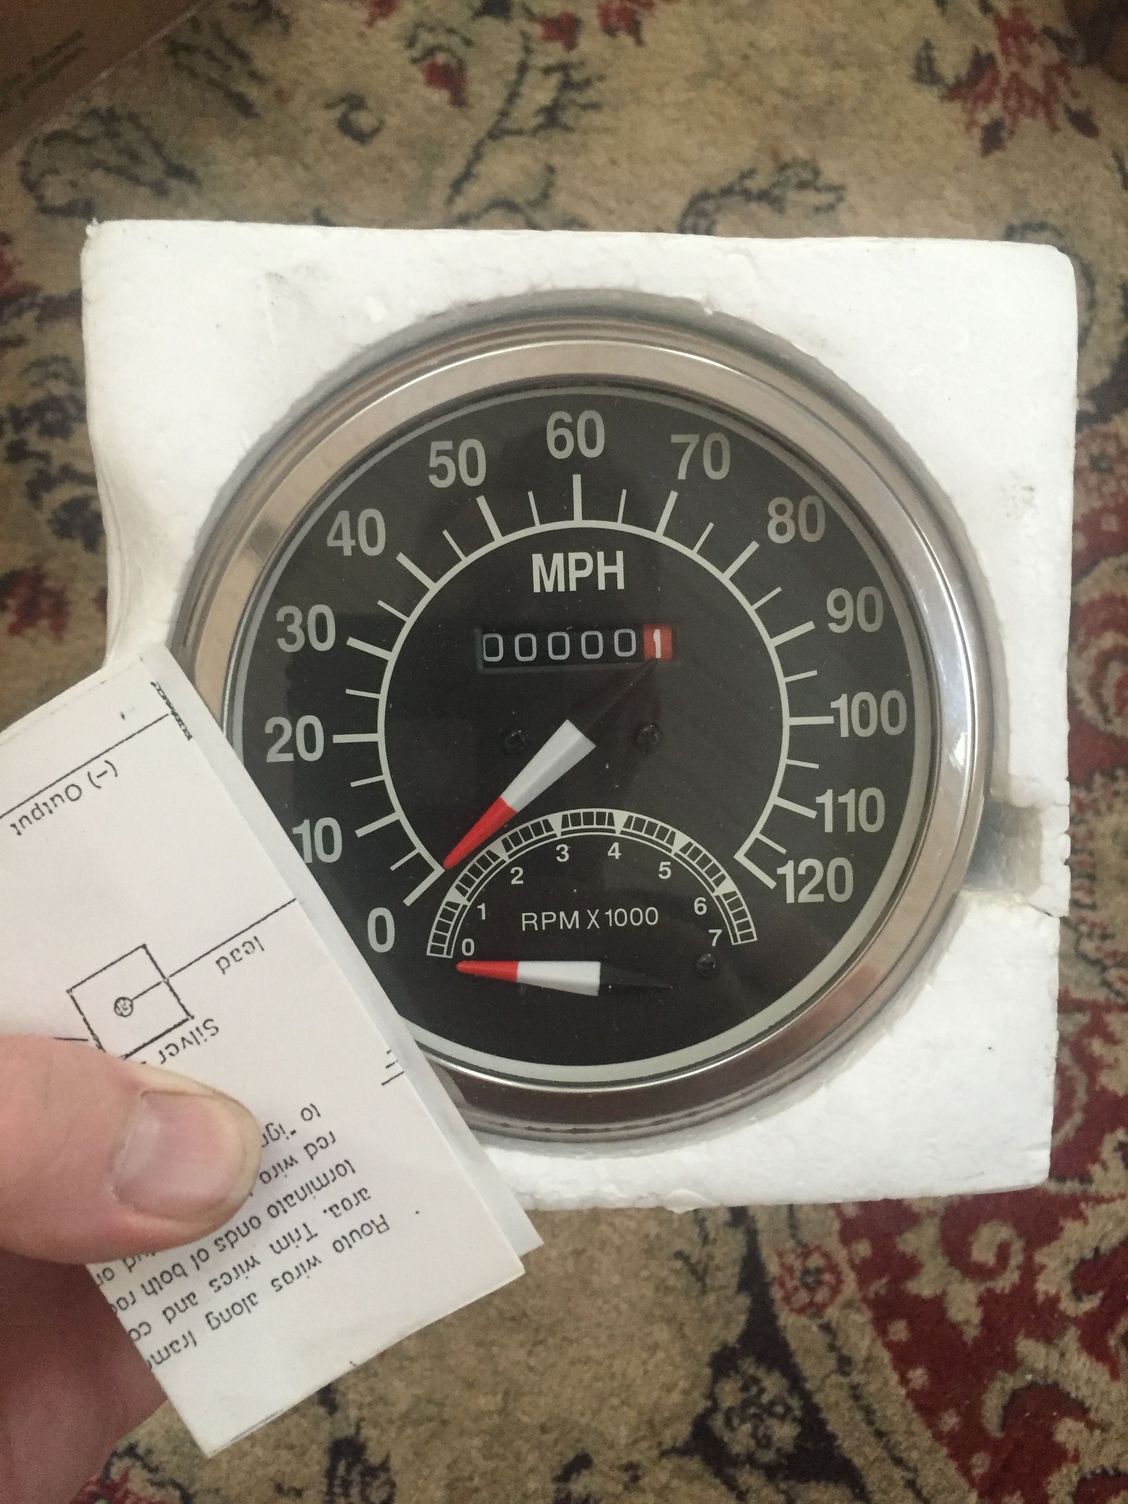 0
10
20
30
40
50
60
70
80
90
100
110
120
MPH
000001
0
1
2
3
4
5
6
7
RPM X 1000
(-) Output
lead
Silver
Route wires along
area. Trim wires and
terminate ends of both
red wire
to "ign